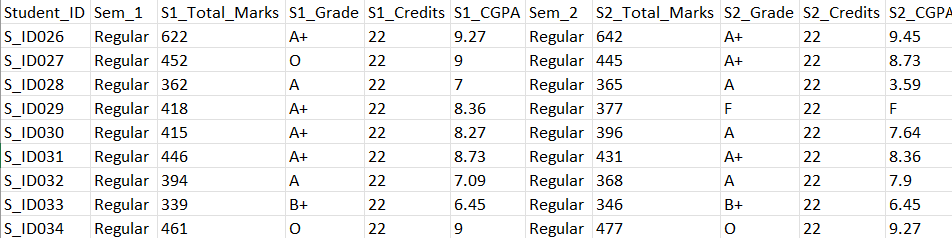 Student_ID Sem_1 S1_Total_Marks S1_Grade S1_Credits S1_CGPA Sem_2 S2_Total_Marks S2_Grade S2_Credits S2_CGPA
S_ID026 Regular 622 A+ 22 9.27 Regular 642 A+ 22 9.45
S_ID027 Regular 452 O 22 9 Regular 445 A+ 22 8.73
S_ID028 Regular 362 A 22 7 Regular 365 A 22 3.59
S_ID029 Regular 418 A+ 22 8.36 Regular 377 F 22 F
S_ID030 Regular 415 A+ 22 8.27 Regular 396 A 22 7.64
S_ID031 Regular 446 A+ 22 8.73 Regular 431 A+ 22 8.36
S_ID032 Regular 394 A 22 7.09 Regular 368 A 22 7.9
S_ID033 Regular 339 B+ 22 6.45 Regular 346 B+ 22 6.45
S_ID034 Regular 461 O 22 9 Regular 477 O 22 9.27